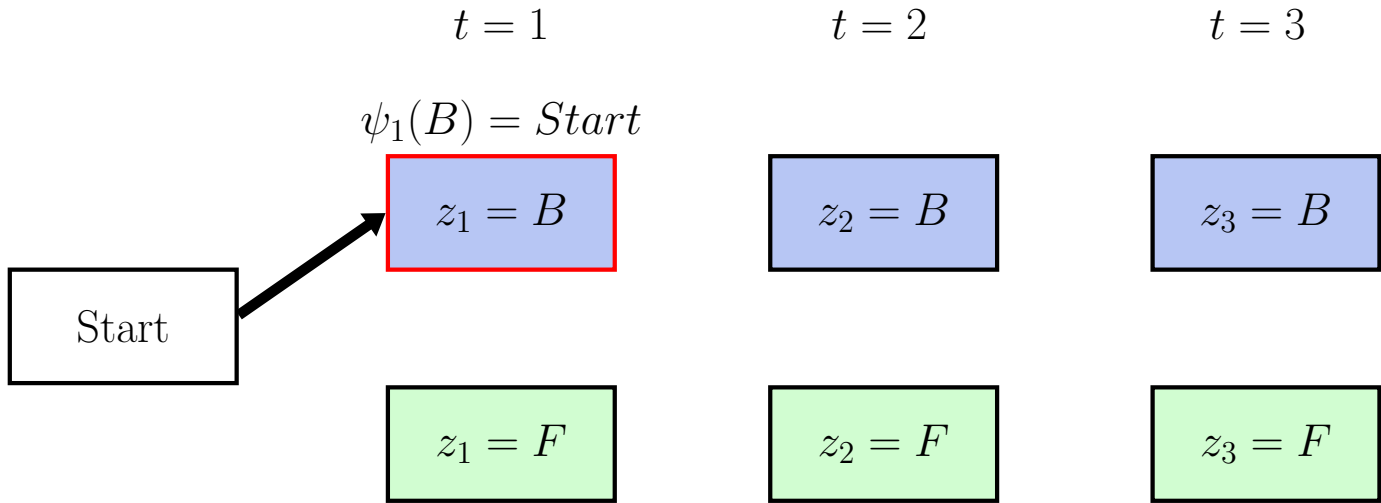 t = 1 t = 2 t = 3
ψ₁(B) = Start
z₁ = B z₂ = B z₃ = B
Start
z₁ = F z₂ = F z₃ = F